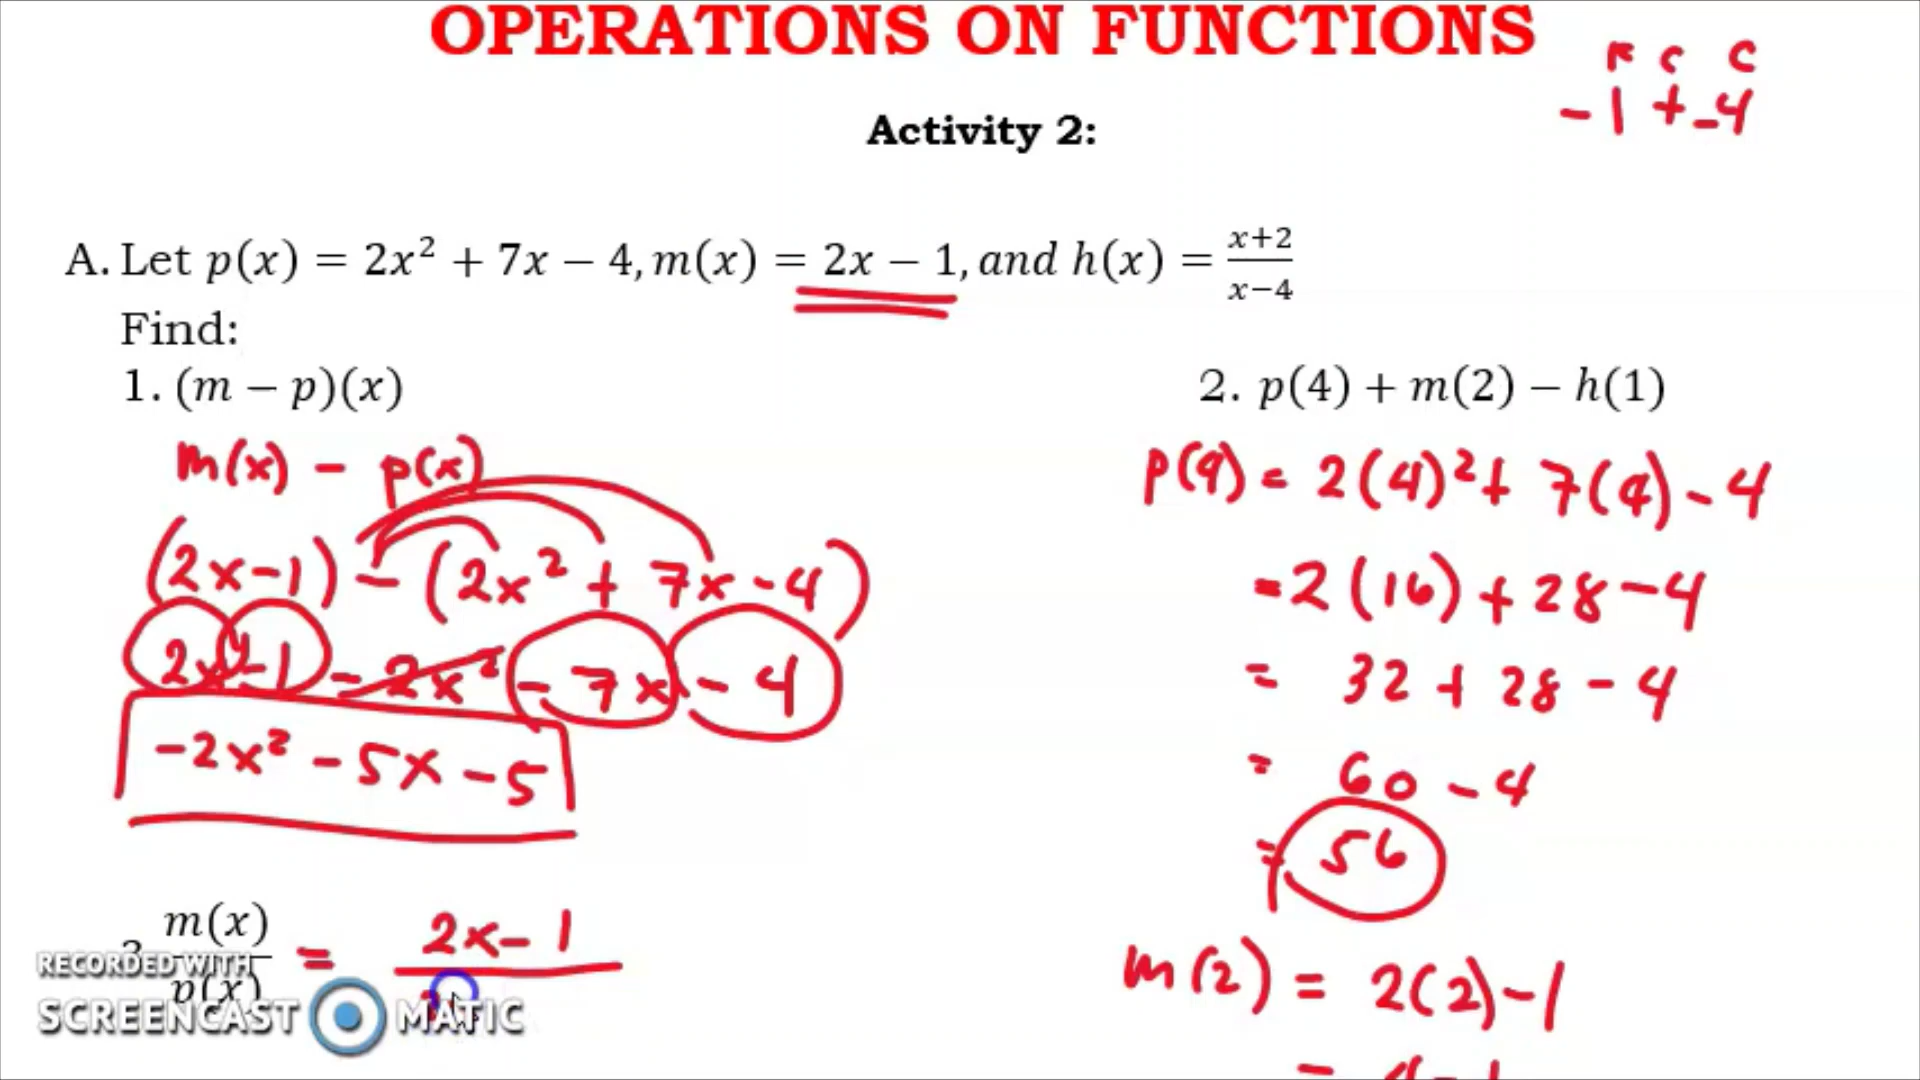 OPERATIONS ON FUNCTIONS
K C C
- 1 + - 4
Activity 2:
A. Let p(x) = 2x² + 7x − 4, m(x) = 2x − 1, and h(x) = x+2 / x−4
Find:
1. (m − p)(x)
m(x) - p(x)
(2x-1) - (2x² + 7x - 4)
2x - 1 - 2x² - 7x - 4
-2x² - 5x - 5
m(x) / p(x) = 2x - 1
2. p(4) + m(2) − h(1)
p(4) = 2(4)² + 7(4) - 4
= 2(16) + 28 - 4
= 32 + 28 - 4
= 60 - 4
= 56
m(2) = 2(2) - 1
= 4 - 1
RECORDED WITH
SCREENCAST MATIC